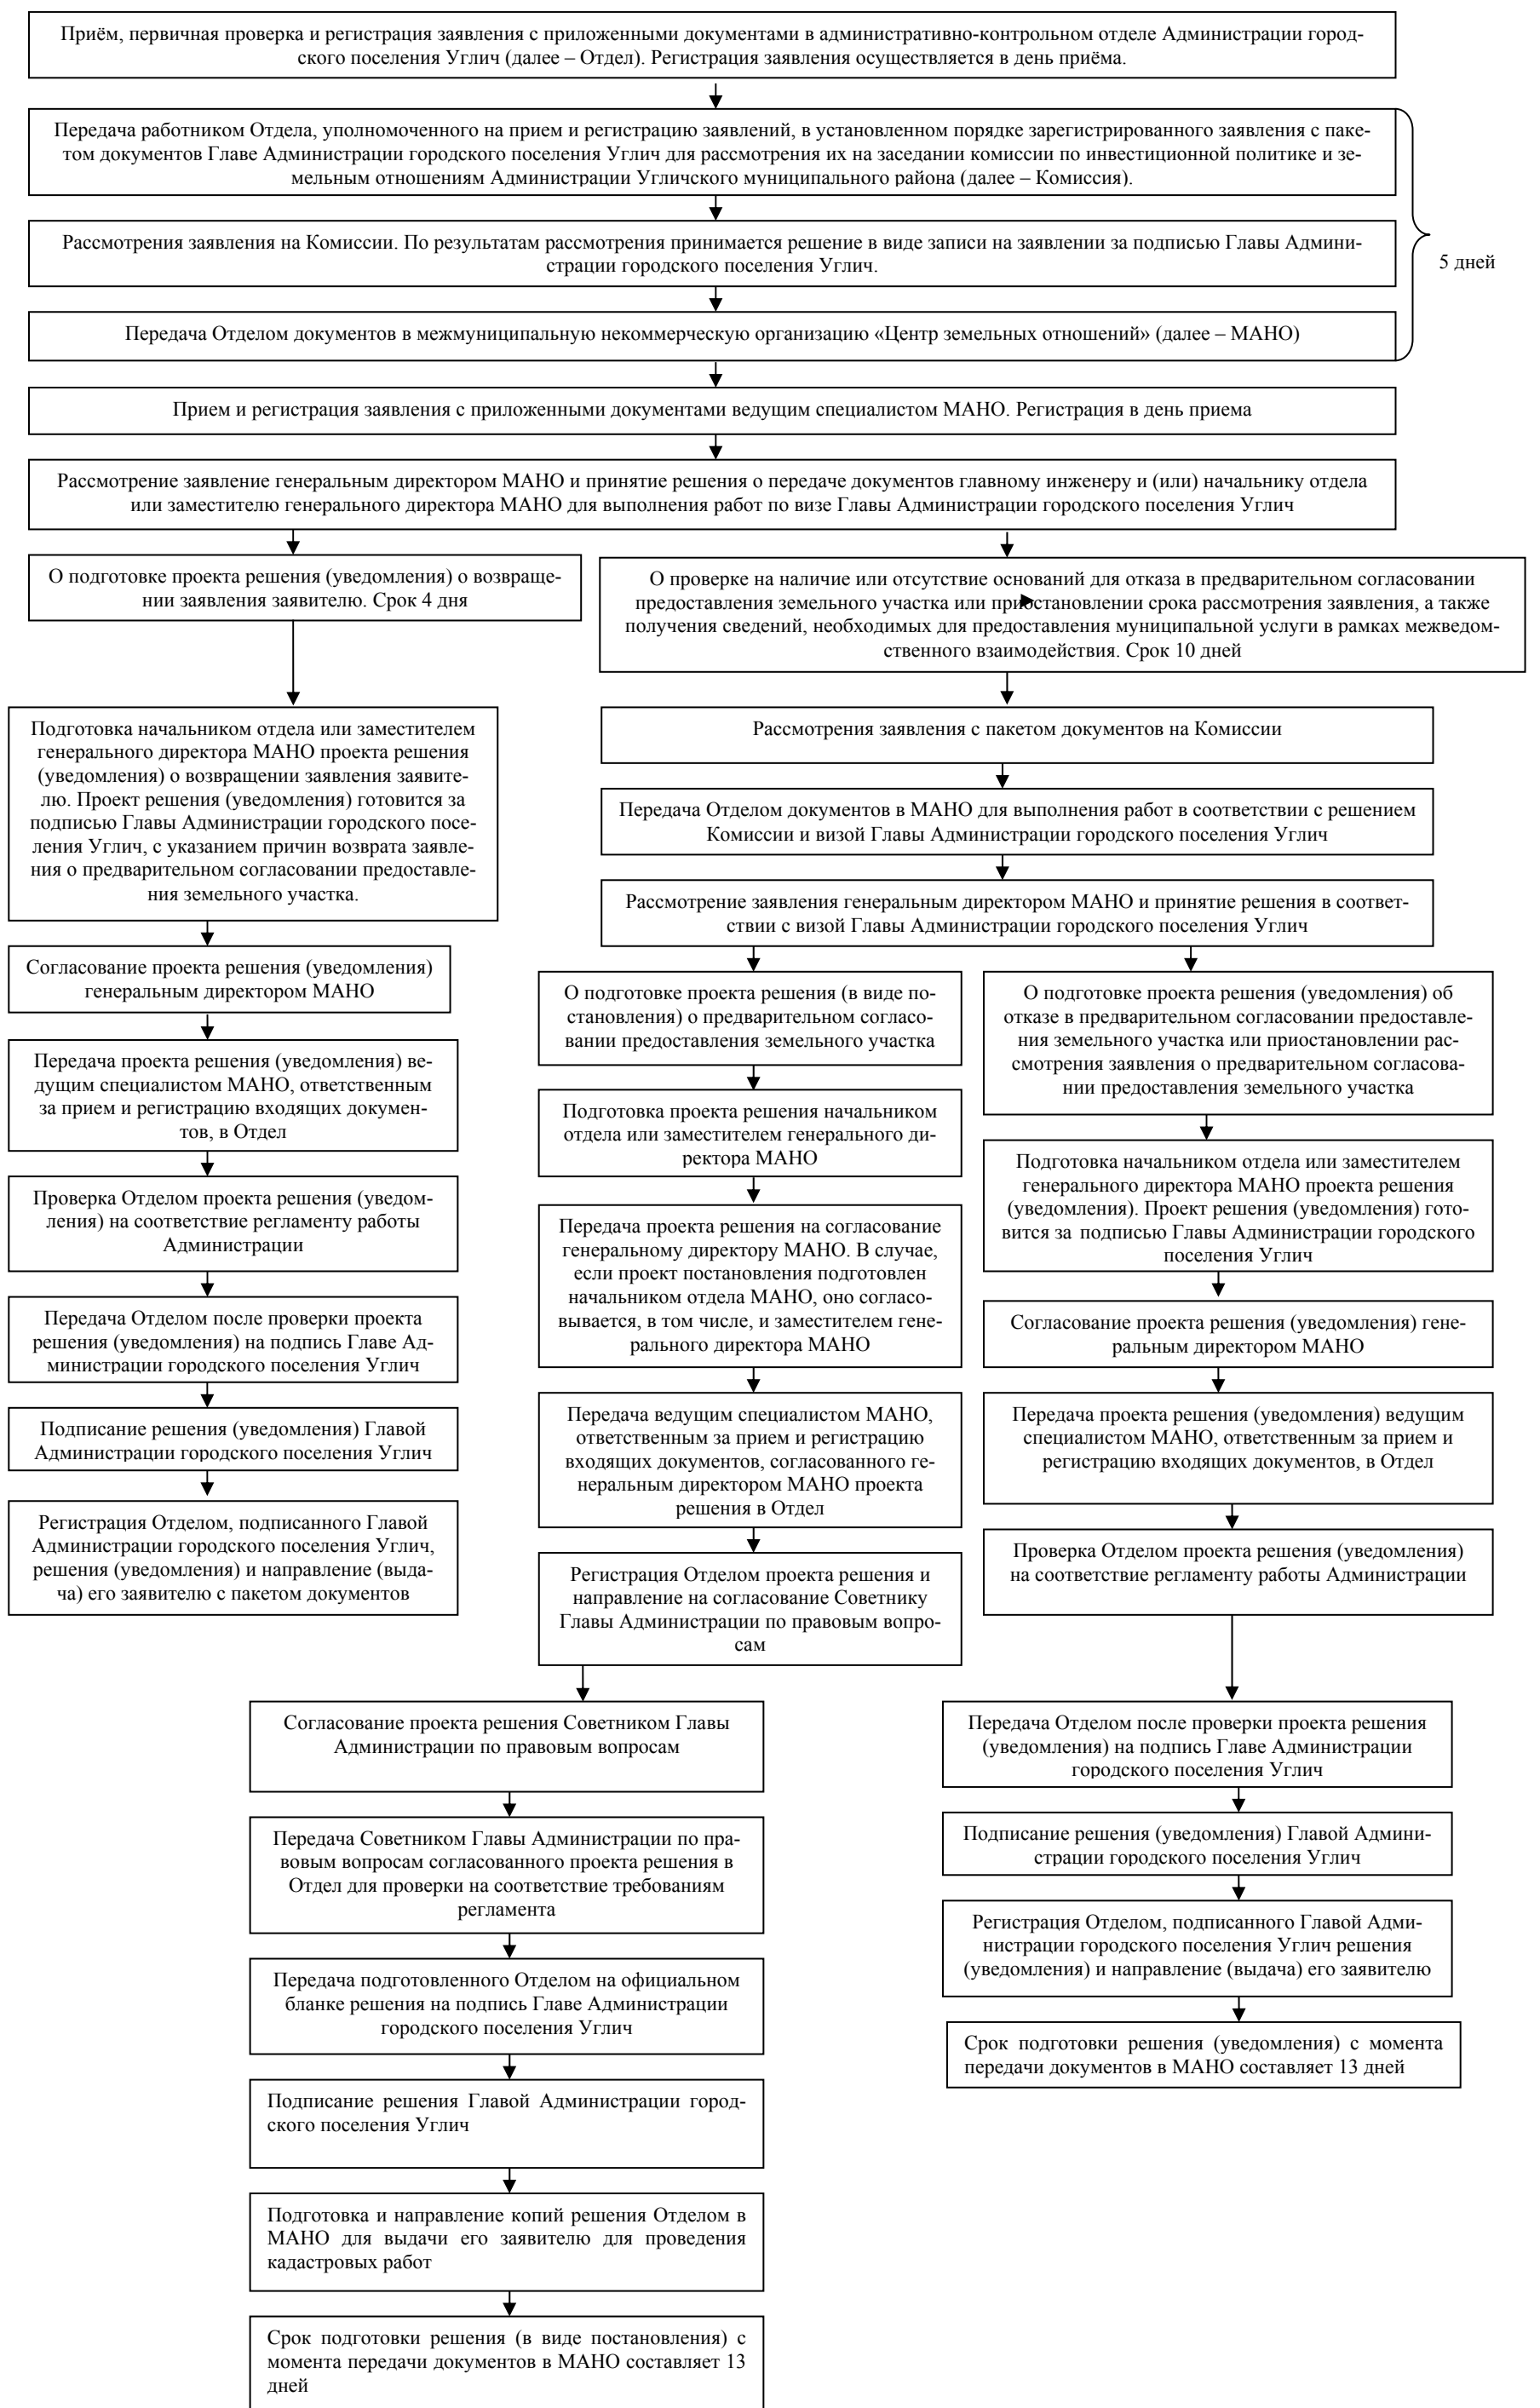 Приём, первичная проверка и регистрация заявления с приложенными документами в административно-контрольном отделе Администрации город-
ского поселения Углич (далее – Отдел). Регистрация заявления осуществляется в день приёма.
Передача работником Отдела, уполномоченного на прием и регистрацию заявлений, в установленном порядке зарегистрированного заявления с паке-
том документов Главе Администрации городского поселения Углич для рассмотрения их на заседании комиссии по инвестиционной политике и зе-
мельным отношениям Администрации Угличского муниципального района (далее – Комиссия).
Рассмотрения заявления на Комиссии. По результатам рассмотрения принимается решение в виде записи на заявлении за подписью Главы Админи-
страции городского поселения Углич.
5 дней
Передача Отделом документов в межмуниципальную некоммерческую организацию «Центр земельных отношений» (далее – МАНО)
Прием и регистрация заявления с приложенными документами ведущим специалистом МАНО. Регистрация в день приема
Рассмотрение заявление генеральным директором МАНО и принятие решения о передаче документов главному инженеру и (или) начальнику отдела
или заместителю генерального директора МАНО для выполнения работ по визе Главы Администрации городского поселения Углич
О подготовке проекта решения (уведомления) о возвраще-
нии заявления заявителю. Срок 4 дня
О проверке на наличие или отсутствие оснований для отказа в предварительном согласовании
предоставления земельного участка или приостановлении срока рассмотрения заявления, а также
получения сведений, необходимых для предоставления муниципальной услуги в рамках межведом-
ственного взаимодействия. Срок 10 дней
Подготовка начальником отдела или заместителем
генерального директора МАНО проекта решения
(уведомления) о возвращении заявления заявите-
лю. Проект решения (уведомления) готовится за
подписью Главы Администрации городского посе-
ления Углич, с указанием причин возврата заявле-
ния о предварительном согласовании предоставле-
ния земельного участка.
Согласование проекта решения (уведомления)
генеральным директором МАНО
Передача проекта решения (уведомления) ве-
дущим специалистом МАНО, ответственным
за прием и регистрацию входящих докумен-
тов, в Отдел
Проверка Отделом проекта решения (уведом-
ления) на соответствие регламенту работы
Администрации
Передача Отделом после проверки проекта
решения (уведомления) на подпись Главе Ад-
министрации городского поселения Углич
Подписание решения (уведомления) Главой
Администрации городского поселения Углич
Регистрация Отделом, подписанного Главой
Администрации городского поселения Углич,
решения (уведомления) и направление (выда-
ча) его заявителю с пакетом документов
Рассмотрения заявления с пакетом документов на Комиссии
Передача Отделом документов в МАНО для выполнения работ в соответствии с решением
Комиссии и визой Главы Администрации городского поселения Углич
Рассмотрение заявления генеральным директором МАНО и принятие решения в соответ-
ствии с визой Главы Администрации городского поселения Углич
О подготовке проекта решения (в виде по-
становления) о предварительном согласо-
вании предоставления земельного участка
Подготовка проекта решения начальником
отдела или заместителем генерального ди-
ректора МАНО
Передача проекта решения на согласование
генеральному директору МАНО. В случае,
если проект постановления подготовлен
начальником отдела МАНО, оно согласо-
вывается, в том числе, и заместителем гене-
рального директора МАНО
Передача ведущим специалистом МАНО,
ответственным за прием и регистрацию
входящих документов, согласованного ге-
неральным директором МАНО проекта
решения в Отдел
Регистрация Отделом проекта решения и
направление на согласование Советнику
Главы Администрации по правовым вопро-
сам
Согласование проекта решения Советником Главы
Администрации по правовым вопросам
Передача Советником Главы Администрации по пра-
вовым вопросам согласованного проекта решения в
Отдел для проверки на соответствие требованиям
регламента
Передача подготовленного Отделом на официальном
бланке решения на подпись Главе Администрации
городского поселения Углич
Подписание решения Главой Администрации город-
ского поселения Углич
Подготовка и направление копий решения Отделом в
МАНО для выдачи его заявителю для проведения
кадастровых работ
Срок подготовки решения (в виде постановления) с
момента передачи документов в МАНО составляет 13
дней
О подготовке проекта решения (уведомления) об
отказе в предварительном согласовании предоставле-
ния земельного участка или приостановлении рас-
смотрения заявления о предварительном согласова-
нии предоставления земельного участка
Подготовка начальником отдела или заместителем
генерального директора МАНО проекта решения
(уведомления). Проект решения (уведомления) гото-
вится за подписью Главы Администрации городского
поселения Углич
Согласование проекта решения (уведомления) гене-
ральным директором МАНО
Передача проекта решения (уведомления) ведущим
специалистом МАНО, ответственным за прием и
регистрацию входящих документов, в Отдел
Проверка Отделом проекта решения (уведомления)
на соответствие регламенту работы Администрации
Передача Отделом после проверки проекта решения
(уведомления) на подпись Главе Администрации
городского поселения Углич
Подписание решения (уведомления) Главой Админи-
страции городского поселения Углич
Регистрация Отделом, подписанного Главой Адми-
нистрации городского поселения Углич решения
(уведомления) и направление (выдача) его заявителю
Срок подготовки решения (уведомления) с момента
передачи документов в МАНО составляет 13 дней